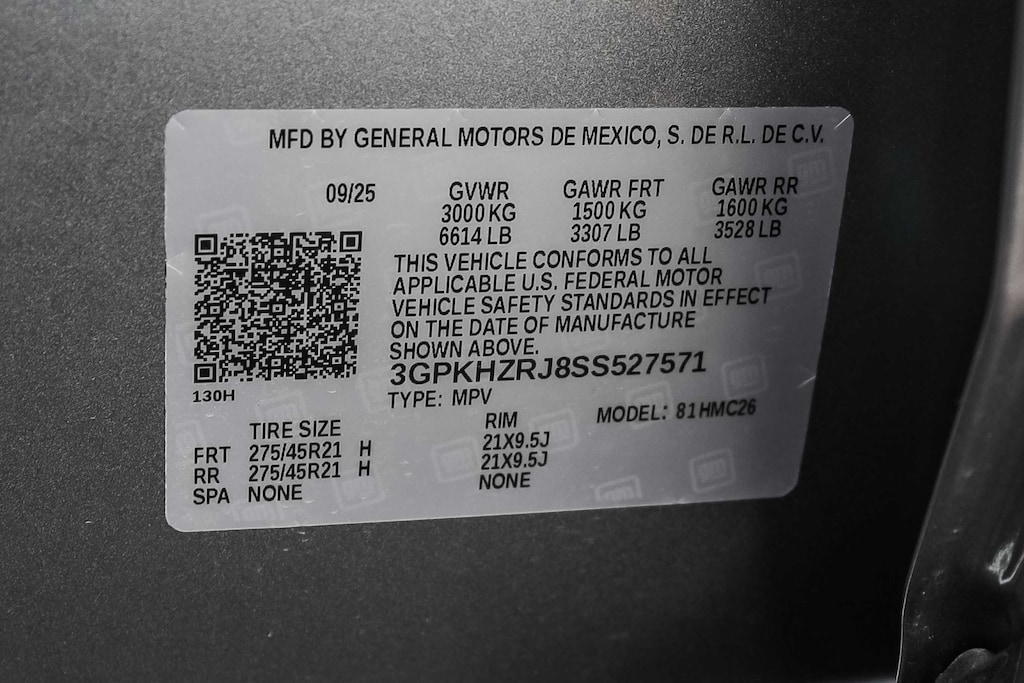 MFD BY GENERAL MOTORS DE MEXICO, S. DE R.L. DE C.V.
09/25 GVWR GAWR FRT GAWR RR
3000 KG 1500 KG 1600 KG
6614 LB 3307 LB 3528 LB
THIS VEHICLE CONFORMS TO ALL
APPLICABLE U.S. FEDERAL MOTOR
VEHICLE SAFETY STANDARDS IN EFFECT
ON THE DATE OF MANUFACTURE
SHOWN ABOVE.
3GPKHZRJ8SS527571
130H
TYPE: MPV MODEL: 81HMC26
TIRE SIZE RIM
FRT 275/45R21 H 21X9.5J
RR 275/45R21 H 21X9.5J
SPA NONE NONE
gm